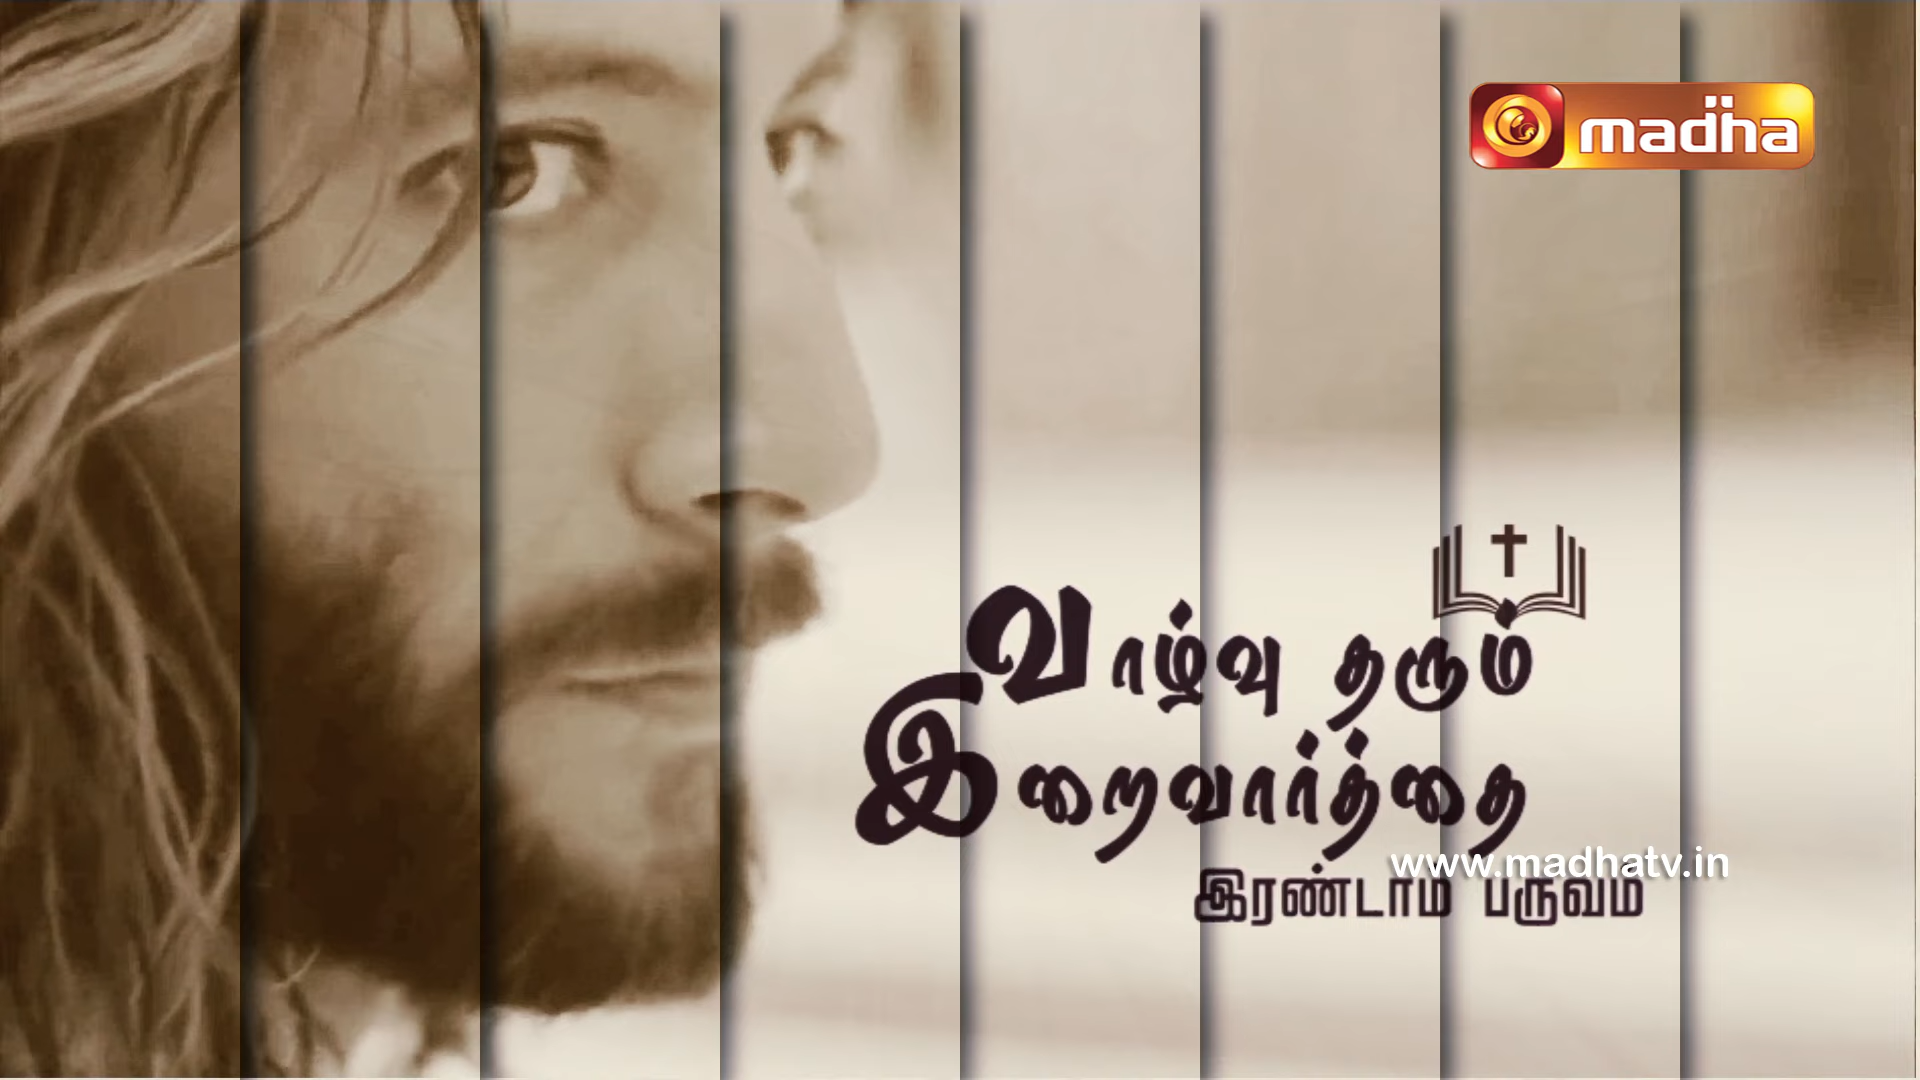 madha
வாழ்வு தரும்
இறைவார்த்தை
www.madhatv.in
இரண்டாம் பருவம்